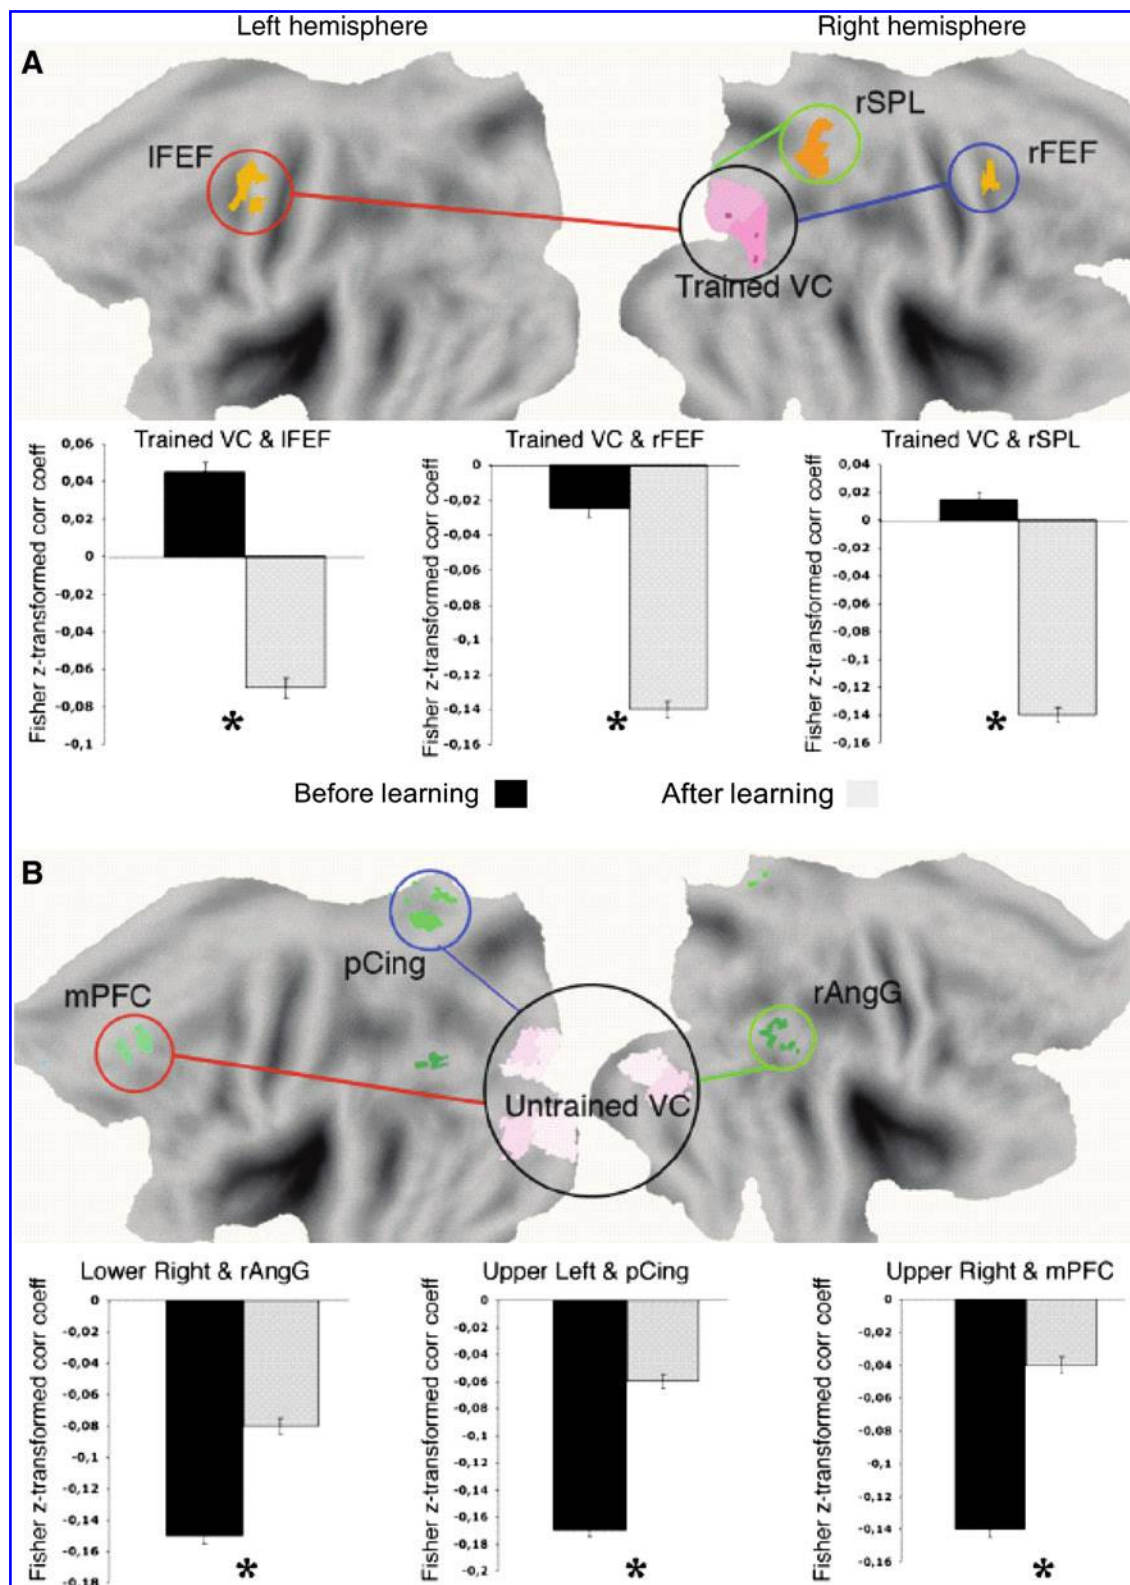 Left hemisphere Right hemisphere
A
rSPL
lFEF
rFEF
Trained VC
Trained VC & lFEF
Trained VC & rFEF
Trained VC & rSPL
Fisher z-transformed corr coeff
0,06
0,04
0,02
0
-0,02
-0,04
-0,06
-0,08
-0,1
*
Fisher z-transformed corr coeff
0
-0,02
-0,04
-0,06
-0,08
-0,1
-0,12
-0,14
-0,16
*
Fisher z-transformed corr coeff
0,04
0,02
0
-0,02
-0,04
-0,06
-0,08
-0,1
-0,12
-0,14
-0,16
*
Before learning
After learning
B
pCing
mPFC
rAngG
Untrained VC
Lower Right & rAngG
Upper Left & pCing
Upper Right & mPFC
Fisher z-transformed corr coeff
0
-0,02
-0,04
-0,06
-0,08
-0,1
-0,12
-0,14
-0,16
-0,18
*
Fisher z-transformed corr coeff
0
-0,02
-0,04
-0,06
-0,08
-0,1
-0,12
-0,14
-0,16
-0,18
-0,2
*
Fisher z-transformed corr coeff
0
-0,02
-0,04
-0,06
-0,08
-0,1
-0,12
-0,14
-0,16
*